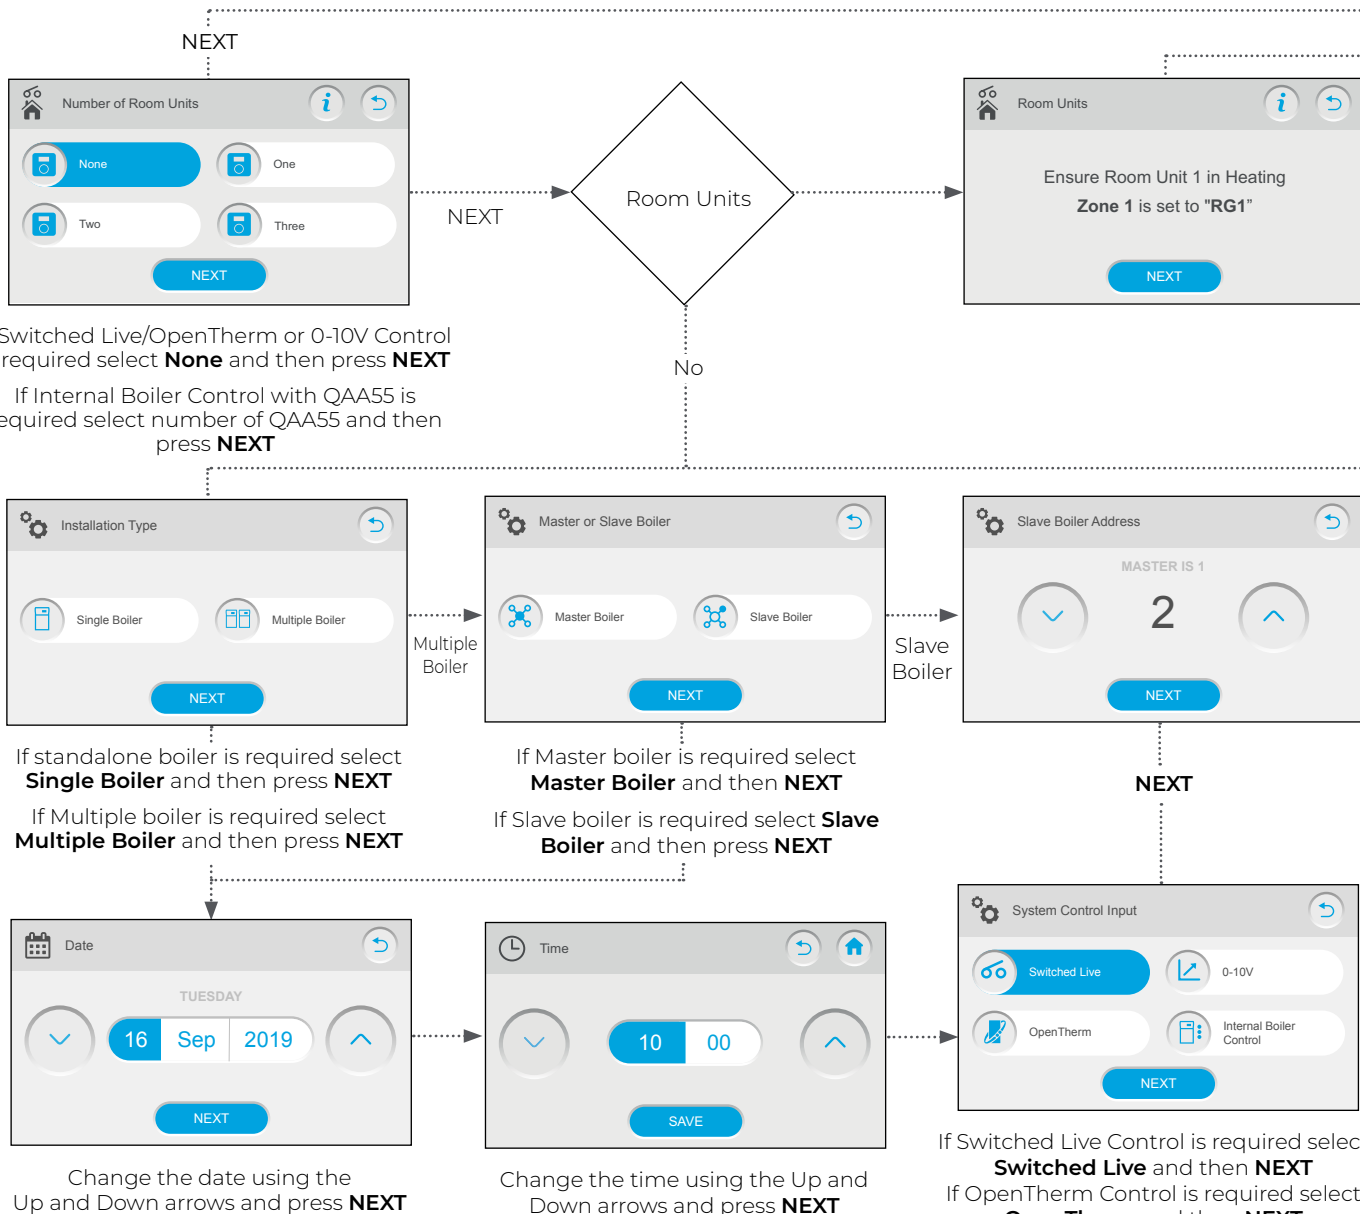 NEXT
Number of Room Units
i
None
One
Two
Three
NEXT
NEXT
Room Units
Room Units
i
Ensure Room Unit 1 in Heating
Zone 1 is set to "RG1”
NEXT
Switched Live/OpenTherm or 0-10V Control
required select None and then press NEXT
If Internal Boiler Control with QAA55 is
equired select number of QAA55 and then
press NEXT
No
Installation Type
Single Boiler
Multiple Boiler
NEXT
Multiple
Boiler
Master or Slave Boiler
Master Boiler
Slave Boiler
NEXT
Slave
Boiler
Slave Boiler Address
MASTER IS 1
2
NEXT
If standalone boiler is required select
Single Boiler and then press NEXT
If Multiple boiler is required select
Multiple Boiler and then press NEXT
If Master boiler is required select
Master Boiler and then NEXT
If Slave boiler is required select Slave
Boiler and then press NEXT
NEXT
Date
TUESDAY
16 Sep 2019
NEXT
Time
10 00
SAVE
System Control Input
Switched Live
0-10V
OpenTherm
Internal Boiler
Control
NEXT
Change the date using the
Up and Down arrows and press NEXT
Change the time using the Up and
Down arrows and press NEXT
If Switched Live Control is required selec
Switched Live and then NEXT
If OpenTherm Control is required select
OpenTherm and then NEXT